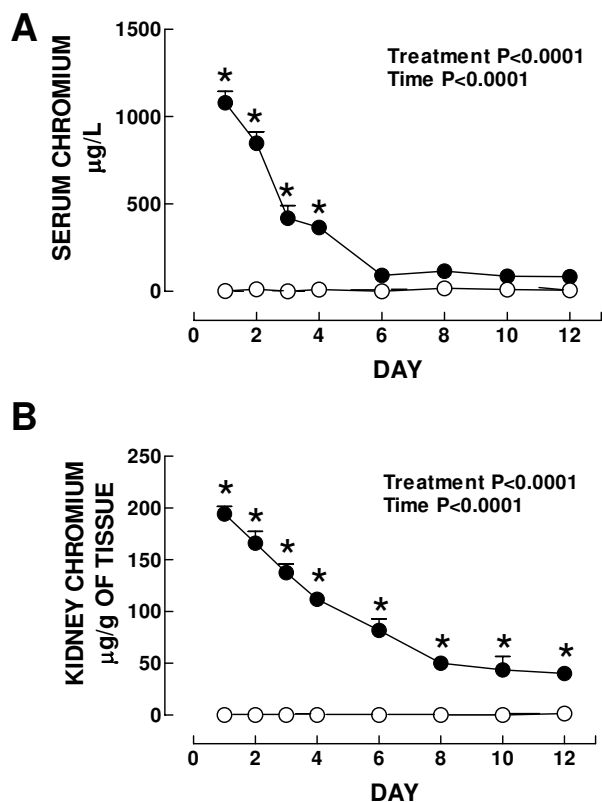 A
SERUM CHROMIUM
µg/L
1500
1000
500
0
Treatment P<0.0001
Time P<0.0001
* * * *
0 2 4 6 8 10 12
DAY
B
KIDNEY CHROMIUM
µg/g OF TISSUE
250
200
150
100
50
0
Treatment P<0.0001
Time P<0.0001
* * * * * * * *
0 2 4 6 8 10 12
DAY